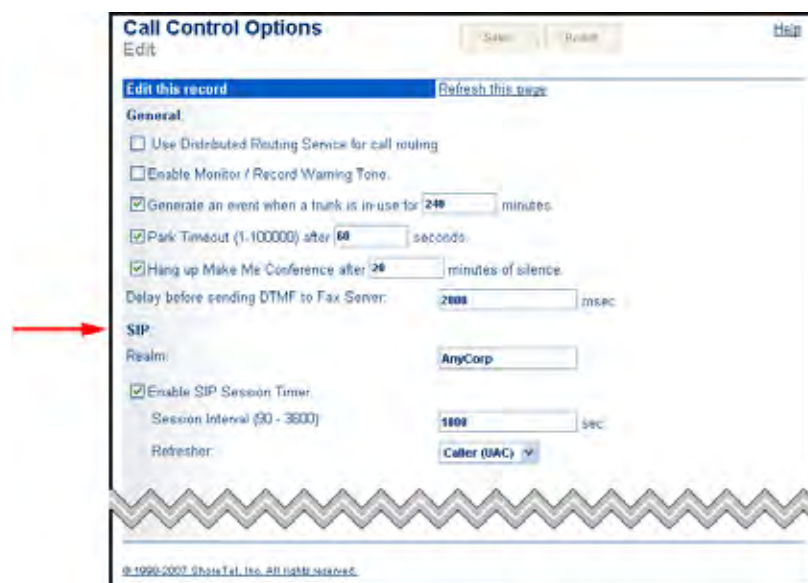 Call Control Options
Edit
Save Reset
Help
Edit this record
Refresh this page
General:
Use Distributed Routing Service for call routing
Enable Monitor / Record Warning Tone.
Generate an event when a trunk is in-use for 240 minutes.
Park Timeout (1-100000) after 60 seconds.
Hang up Make Me Conference after 20 minutes of silence.
Delay before sending DTMF to Fax Server: 2000 msec
SIP:
Realm: AnyCorp
Enable SIP Session Timer.
Session Interval (90 - 3600) 1800 sec
Refresher: Caller (UAC)
© 1998-2007 ShoreTel, Inc. All rights reserved.